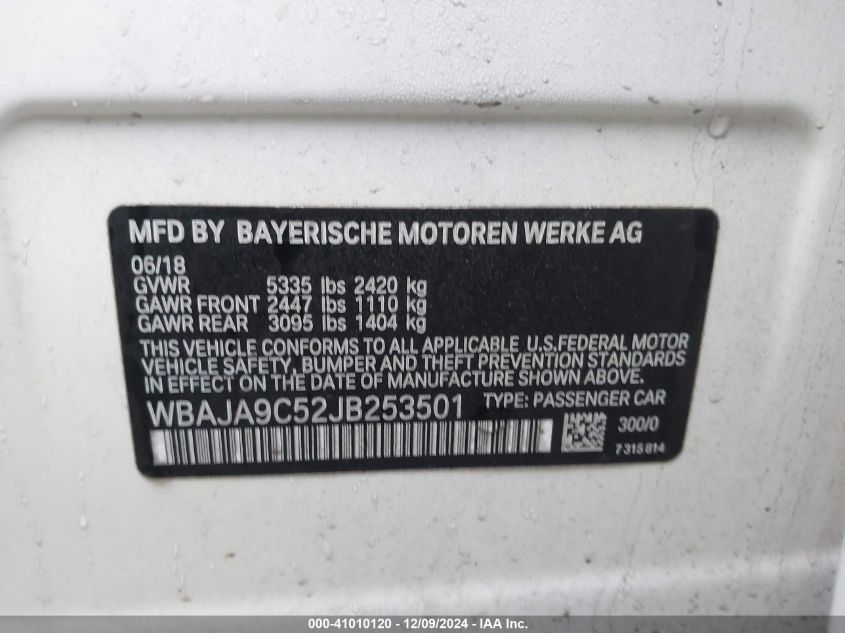 MFD BY BAYERISCHE MOTOREN WERKE AG
06/18
GVWR 5335 lbs 2420 kg
GAWR FRONT 2447 lbs 1110 kg
GAWR REAR 3095 lbs 1404 kg
THIS VEHICLE CONFORMS TO ALL APPLICABLE U.S.FEDERAL MOTOR
VEHICLE SAFETY, BUMPER AND THEFT PREVENTION STANDARDS
IN EFFECT ON THE DATE OF MANUFACTURE SHOWN ABOVE.
WBAJA9C52JB253501 TYPE: PASSENGER CAR
300/0
7315814
000-41010120 - 12/09/2024 - IAA Inc.